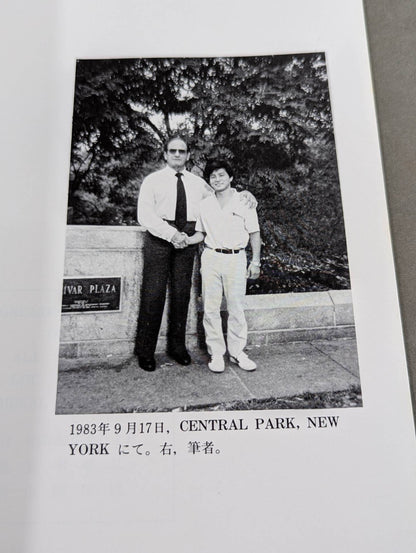 IVAR PLAZA
1983年9月17日, CENTRAL PARK, NEW
YORK にて。右, 筆者。